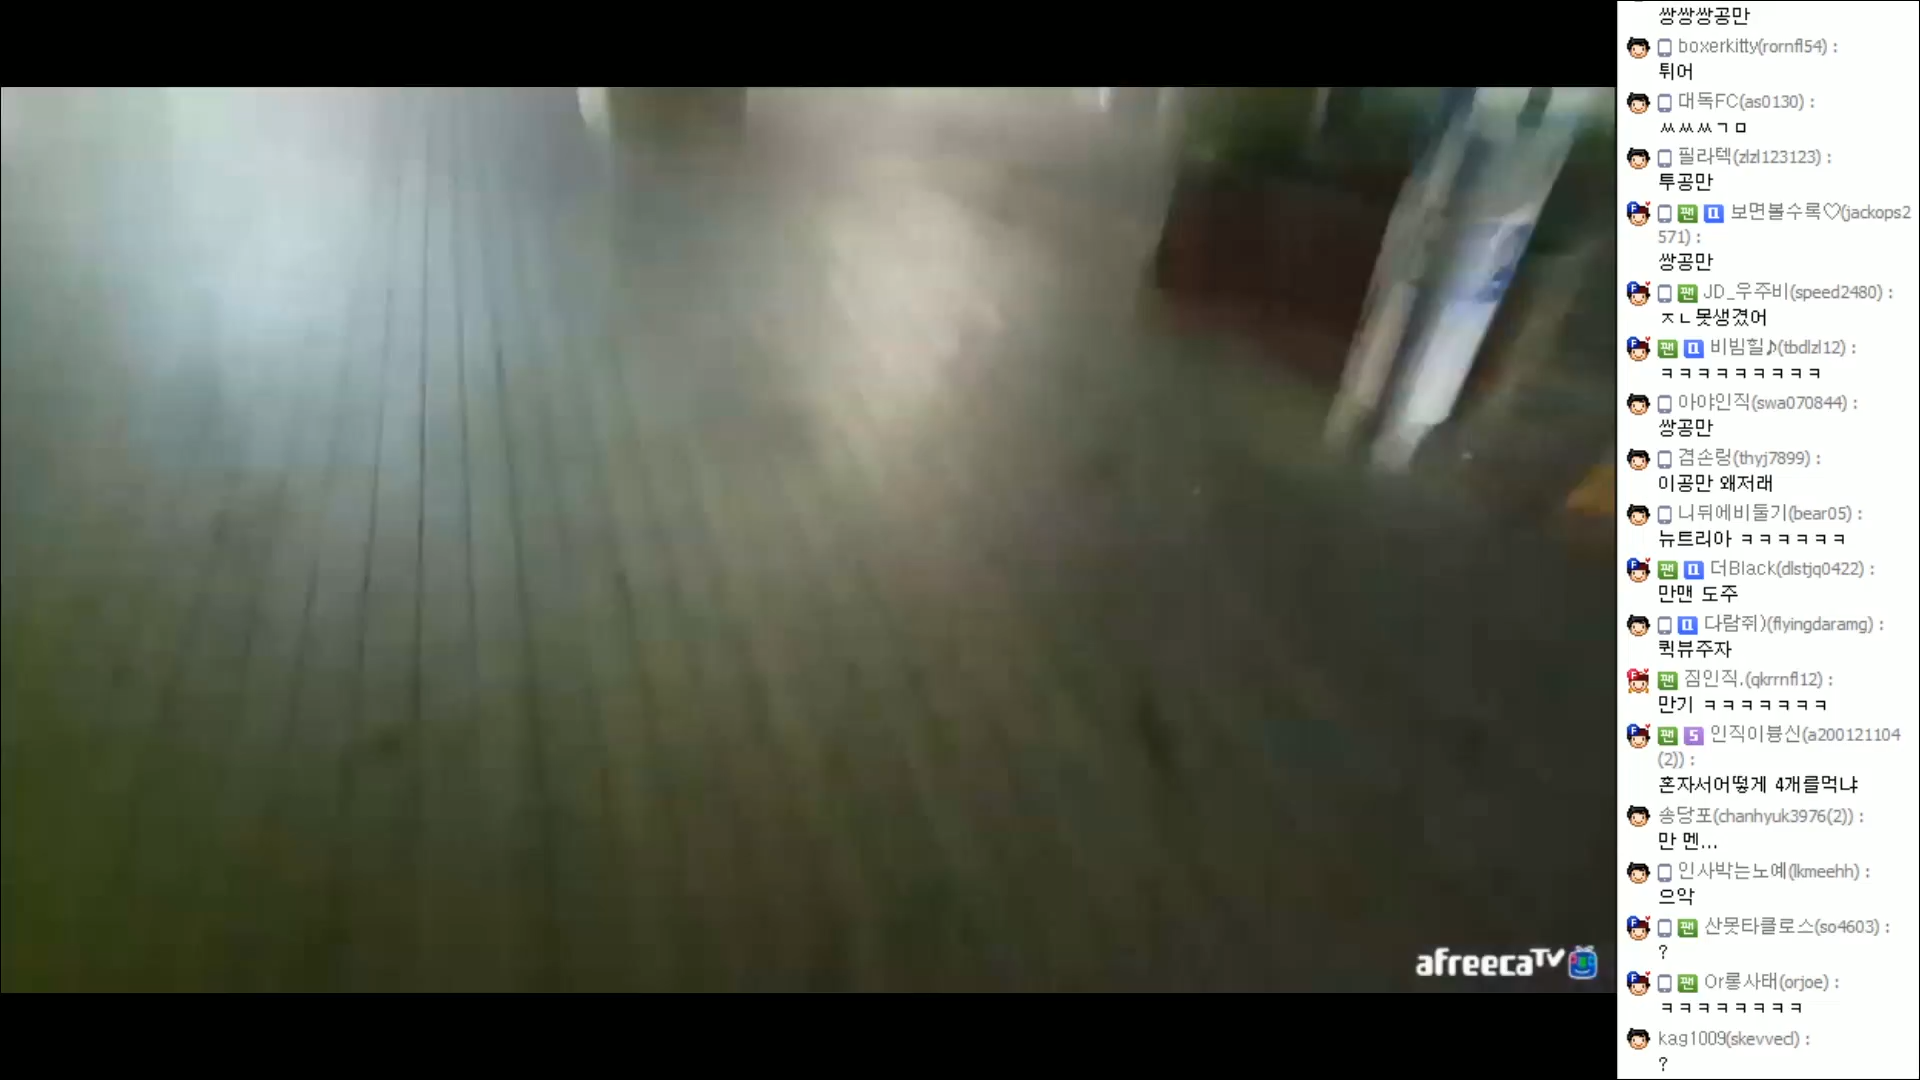 쌍쌍쌍공만
boxerkitty(rornfl54) :
튀어
대독FC(as0130) :
ㅆㅆㅆㄱㅁ
필라텍(zlzl123123) :
투공만
팬 보면볼수록♡(jackops2
571) :
쌍공만
팬 JD_우주비(speed2480) :
ㅈㄴ못생겼어
팬 비빔힐♪(tbdlzl12) :
ㅋㅋㅋㅋㅋㅋㅋㅋㅋ
아야인직(swa070844) :
쌍공만
겸손렁(thyj7899) :
이공만 왜저래
니뒤에비둘기(bear05) :
뉴트리아 ㅋㅋㅋㅋㅋㅋ
팬 더Black(dlstjq0422) :
만맨 도주
다람쥐)(flyingdaramg) :
퀵뷰주자
팬 짐인직.(qkrrnfl12) :
만기 ㅋㅋㅋㅋㅋㅋㅋ
팬 S 인직이븅신(a200121104
(2)) :
혼자서어떻게 4개를먹냐
송당포(chanhyuk3976(2)) :
만 멘...
인사박는노예(lkmeehh) :
으악
팬 산못타클로스(so4603) :
?
팬 Or롱사태(orjoe) :
ㅋㅋㅋㅋㅋㅋㅋㅋ
kag1009(skevved) :
?
afreecaTV